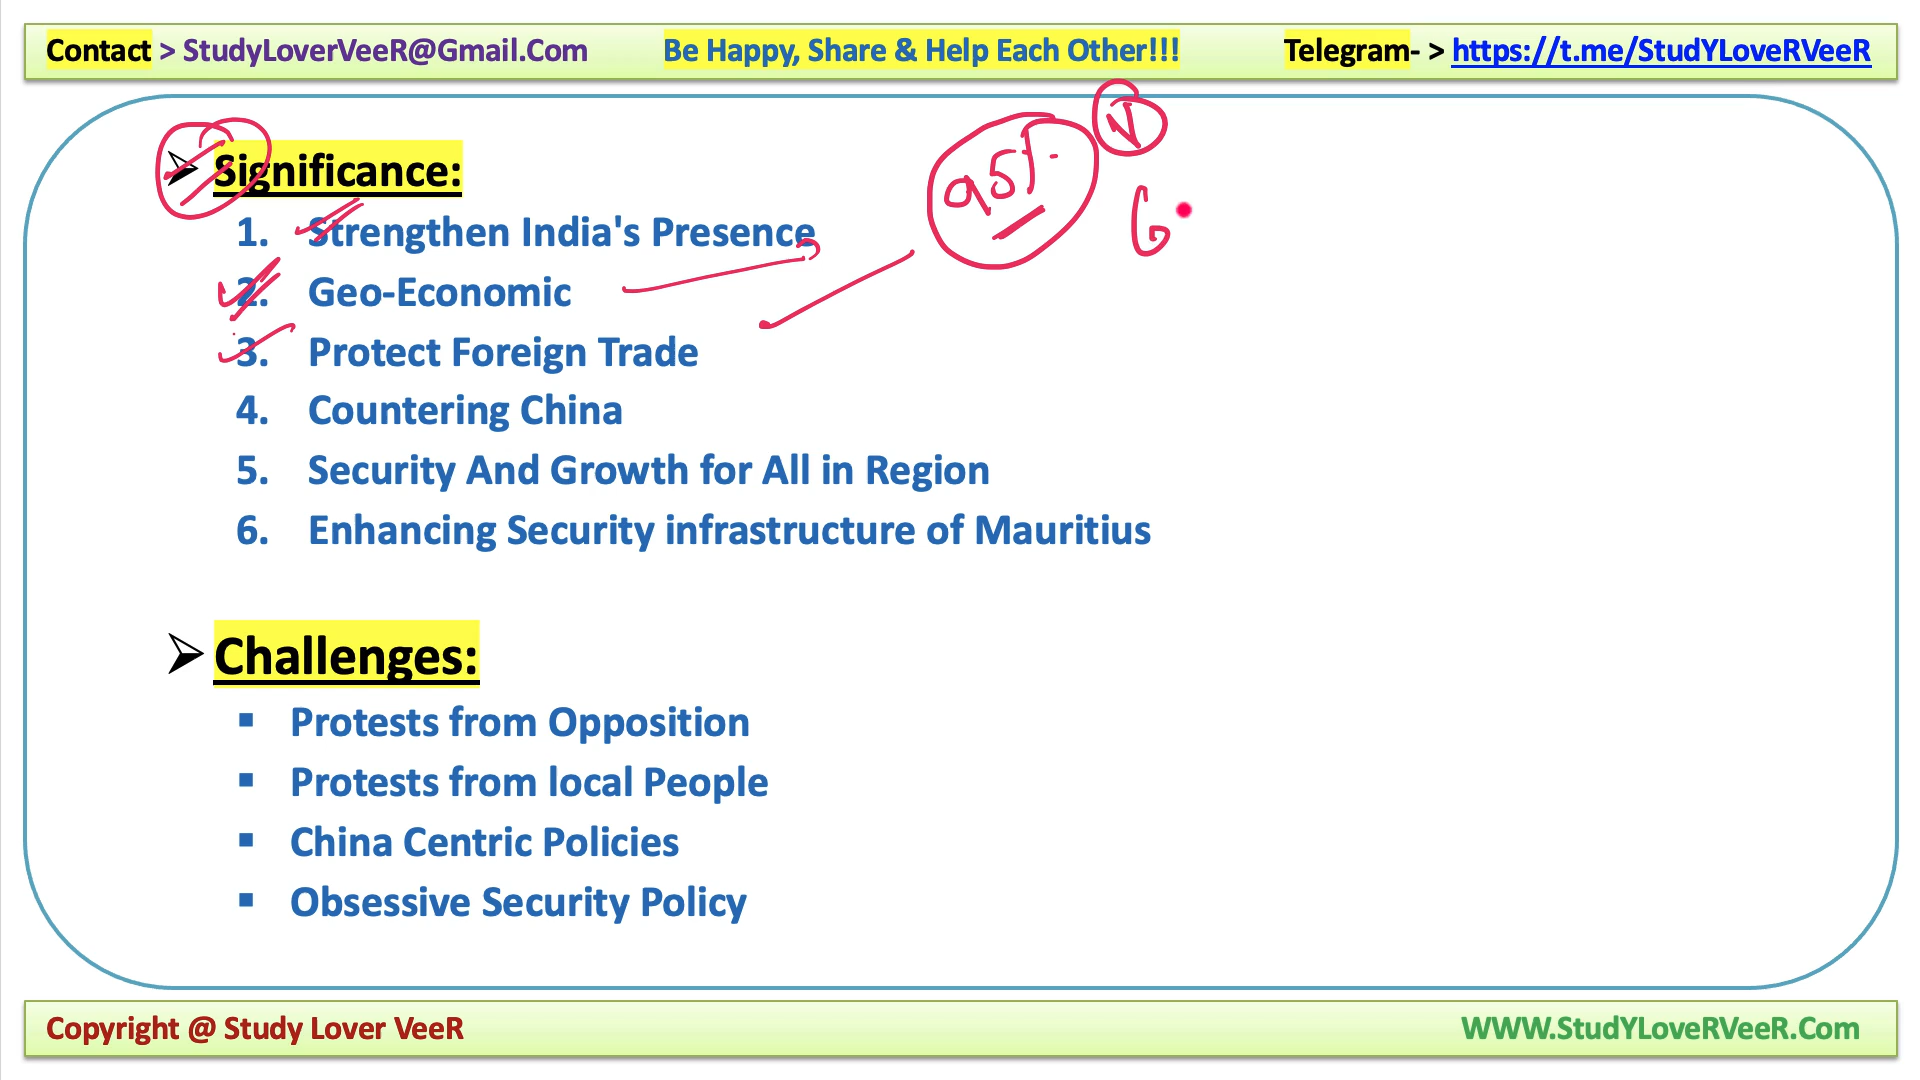 Contact > StudyLoverVeeR@Gmail.Com Be Happy, Share & Help Each Other!!! Telegram- > https://t.me/StudYLoveRVeeR
Significance:
1. Strengthen India's Presence
2. Geo-Economic
3. Protect Foreign Trade
4. Countering China
5. Security And Growth for All in Region
6. Enhancing Security infrastructure of Mauritius
95%
V
6
Challenges:
▪ Protests from Opposition
▪ Protests from local People
▪ China Centric Policies
▪ Obsessive Security Policy
Copyright @ Study Lover VeeR WWW.StudYLoveRVeeR.Com